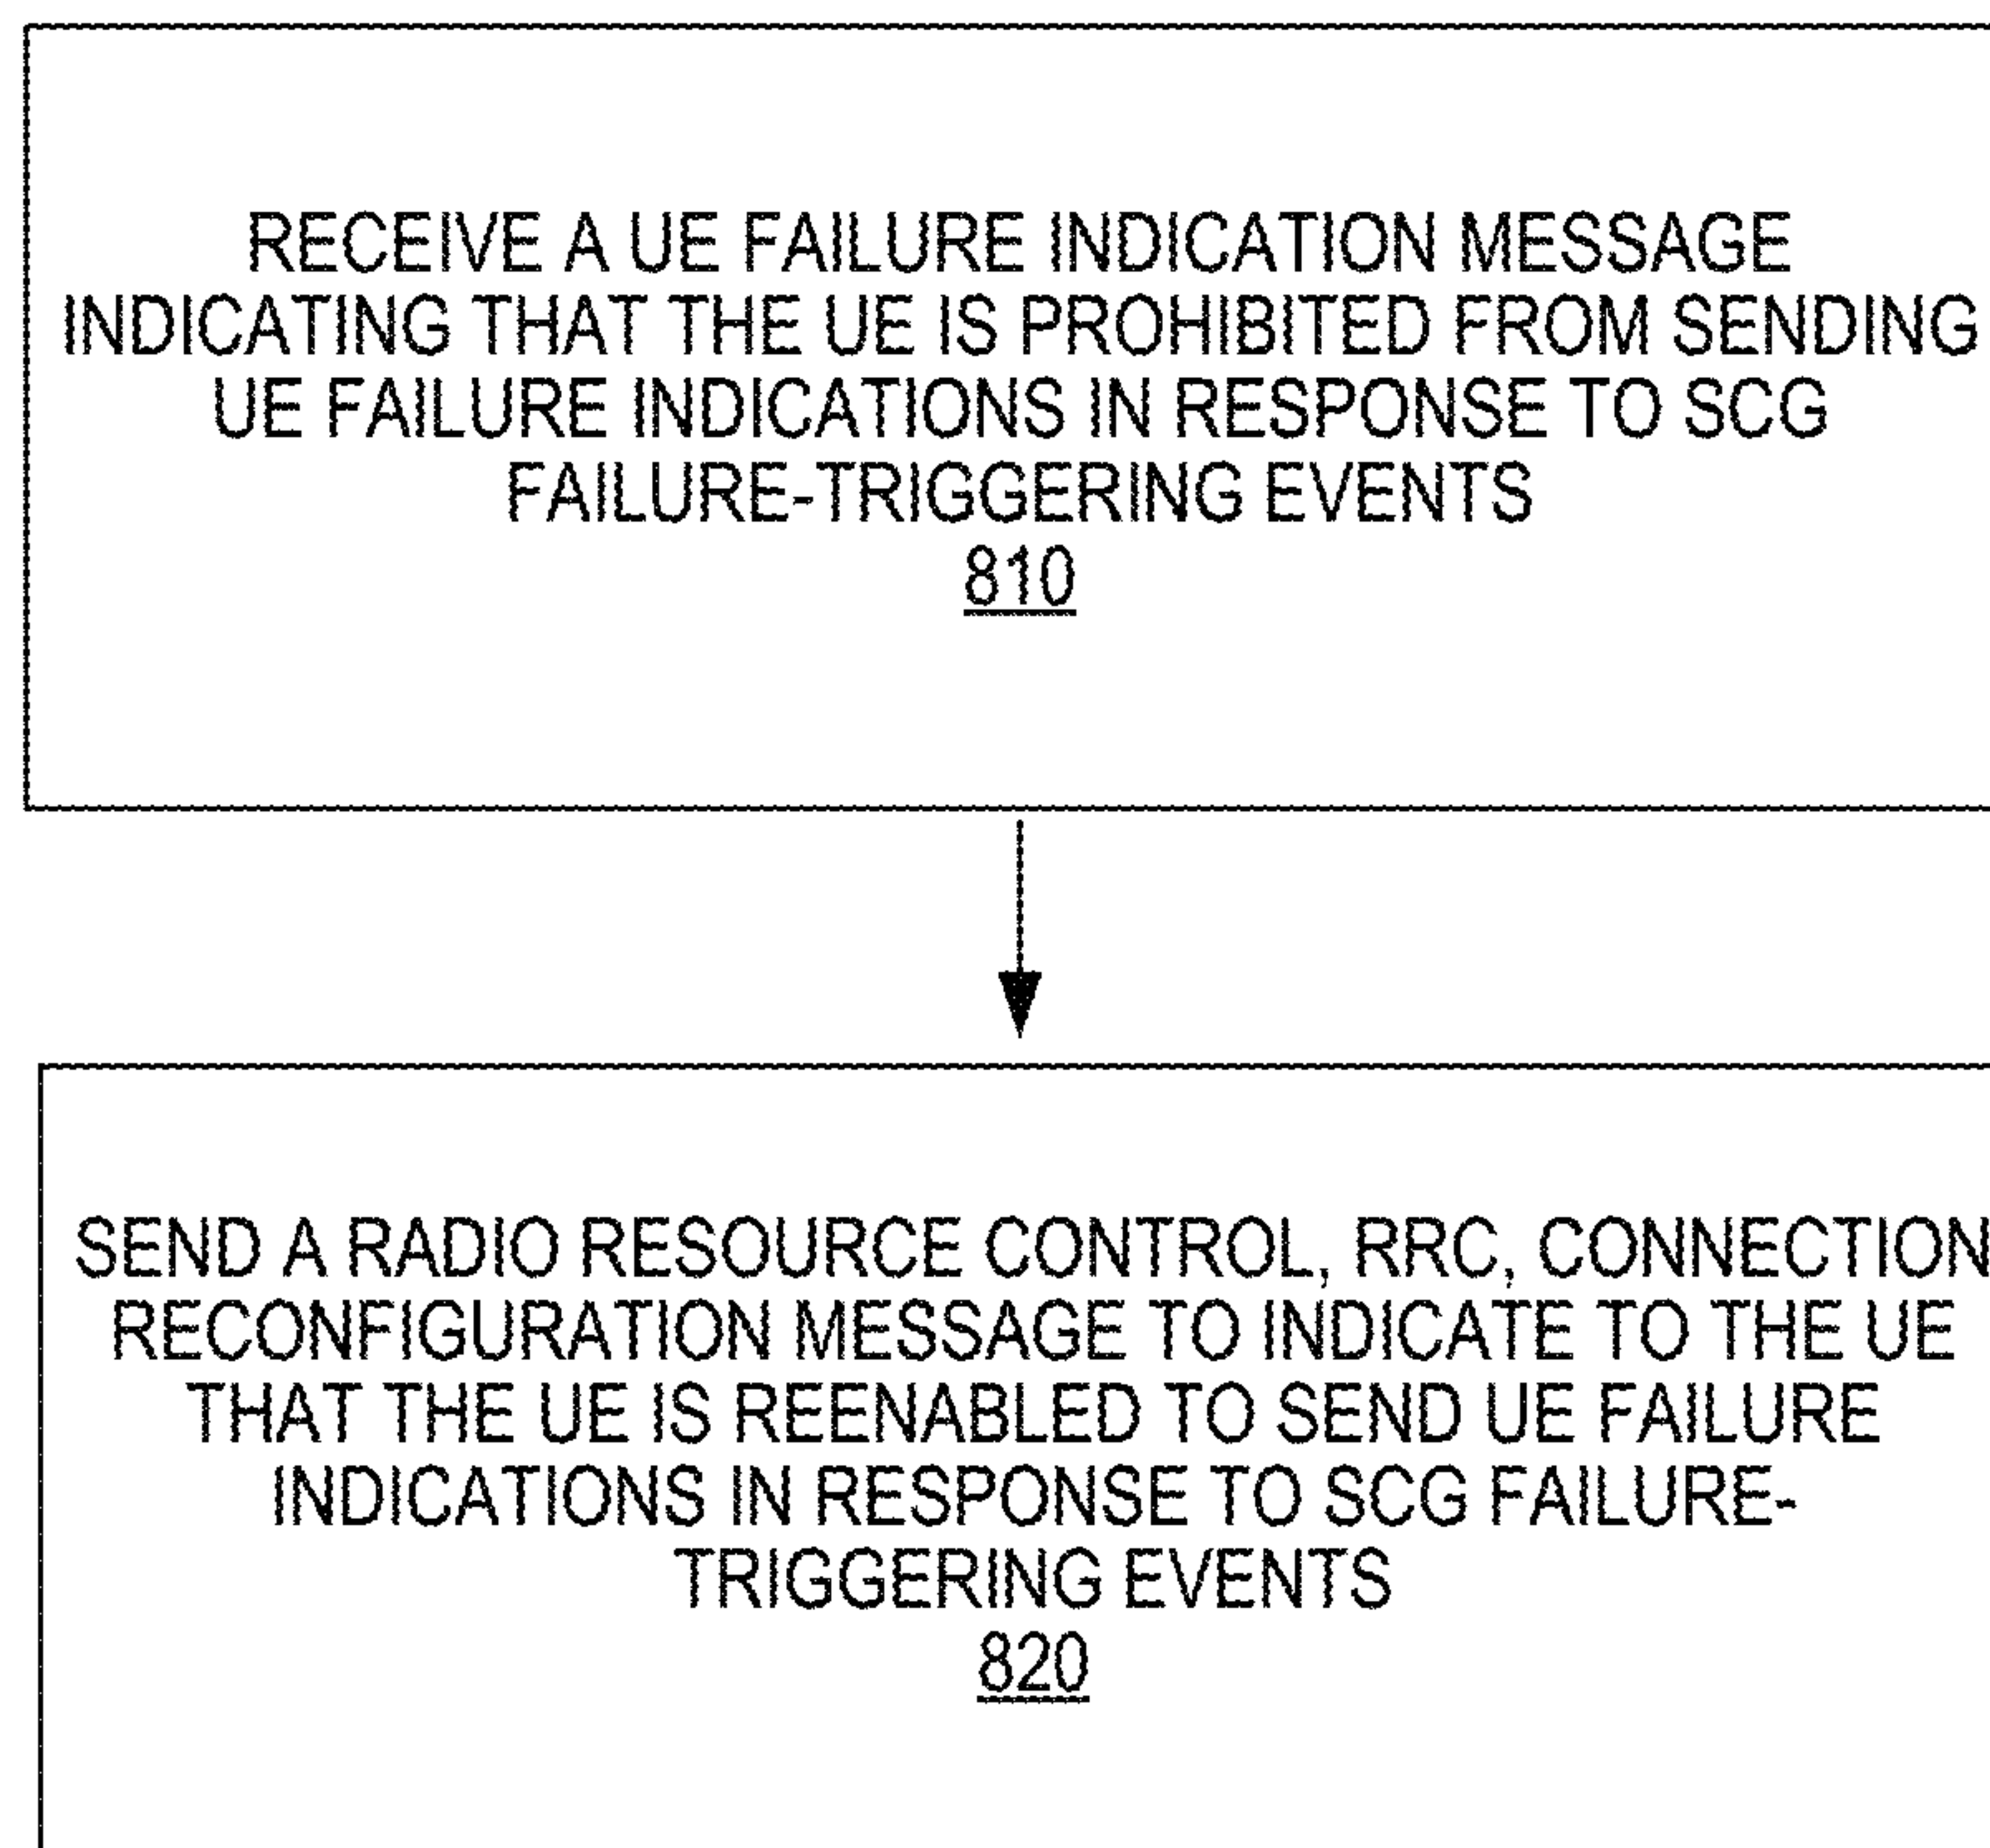 RECEIVE A UE FAILURE INDICATION MESSAGE
INDICATING THAT THE UE IS PROHIBITED FROM SENDING
UE FAILURE INDICATIONS IN RESPONSE TO SCG
FAILURE-TRIGGERING EVENTS
810
SEND A RADIO RESOURCE CONTROL, RRC, CONNECTION
RECONFIGURATION MESSAGE TO INDICATE TO THE UE
THAT THE UE IS REENABLED TO SEND UE FAILURE
INDICATIONS IN RESPONSE TO SCG FAILURE-
TRIGGERING EVENTS
820